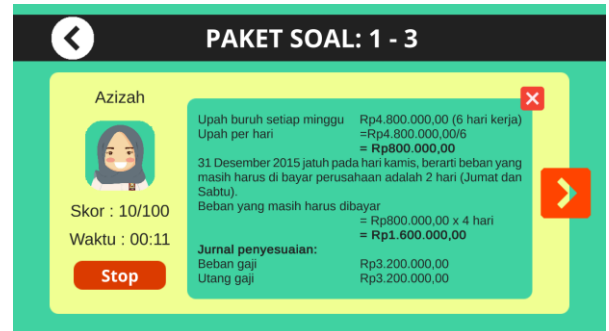 PAKET SOAL: 1 - 3
Azizah
Skor : 10/100
Waktu : 00:11
Stop
Upah buruh setiap minggu Rp4.800.000,00 (6 hari kerja)
Upah per hari =Rp4.800.000,00/6
= Rp800.000,00
31 Desember 2015 jatuh pada hari kamis, berarti beban yang
masih harus di bayar perusahaan adalah 2 hari (Jumat dan
Sabtu).
Beban yang masih harus dibayar
= Rp800.000,00 x 4 hari
= Rp1.600.000,00
Jurnal penyesuaian:
Beban gaji Rp3.200.000,00
Utang gaji Rp3.200.000,00